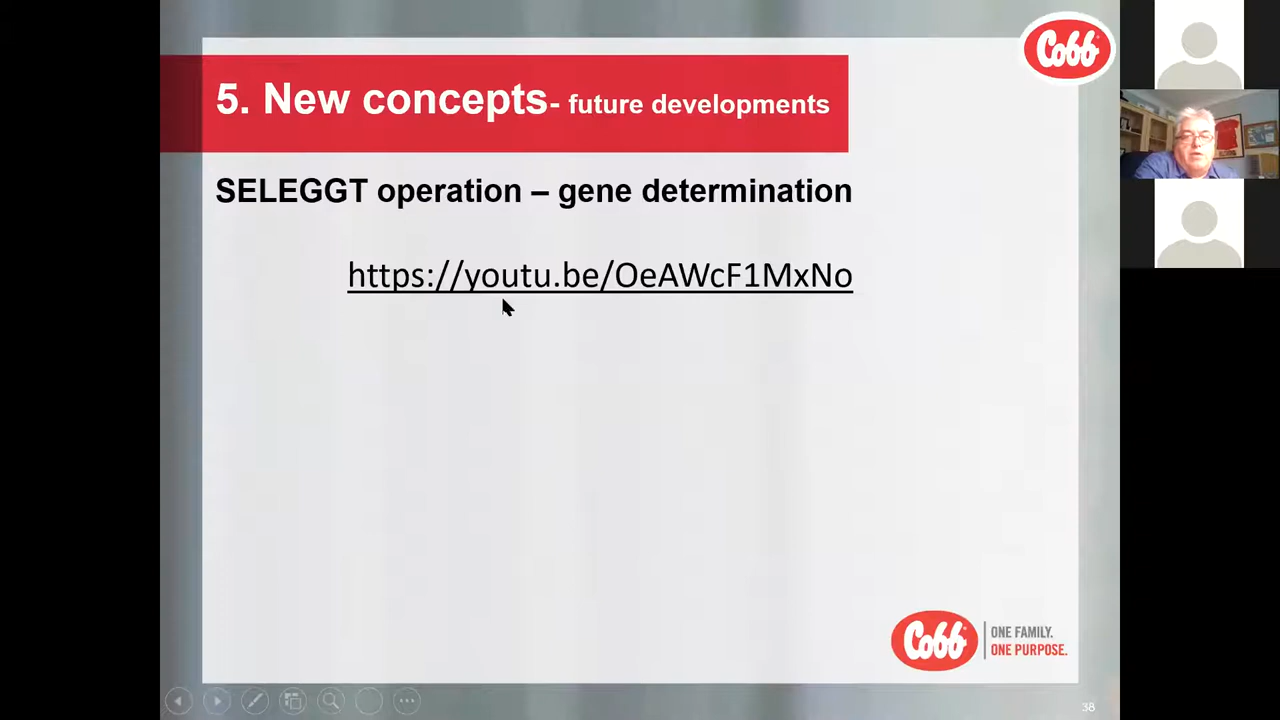 Cobb
5. New concepts- future developments
SELEGGT operation – gene determination
https://youtu.be/OeAWcF1MxNo
Cobb
ONE FAMILY.
ONE PURPOSE.
38